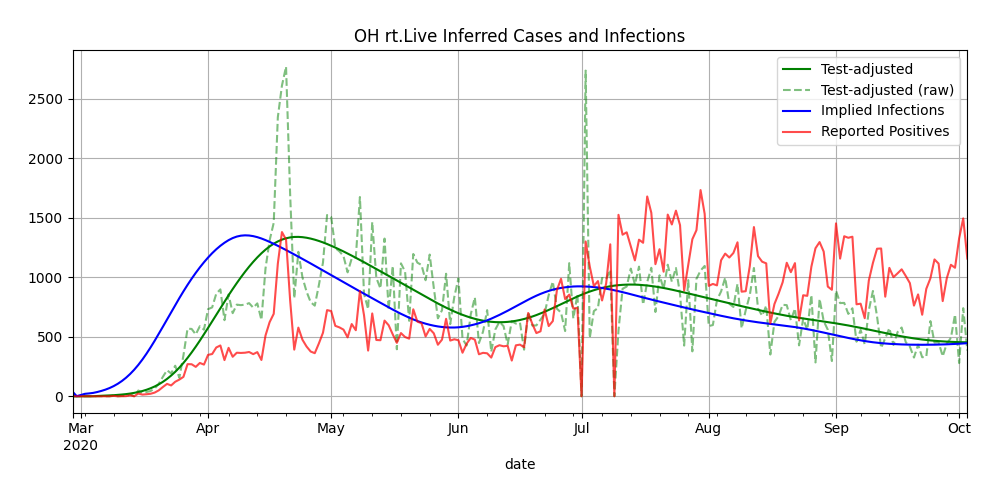 OH rt.Live Inferred Cases and Infections
Test-adjusted
Test-adjusted (raw)
Implied Infections
Reported Positives
2500
2000
1500
1000
500
0
Mar Apr May Jun Jul Aug Sep Oct
2020
date